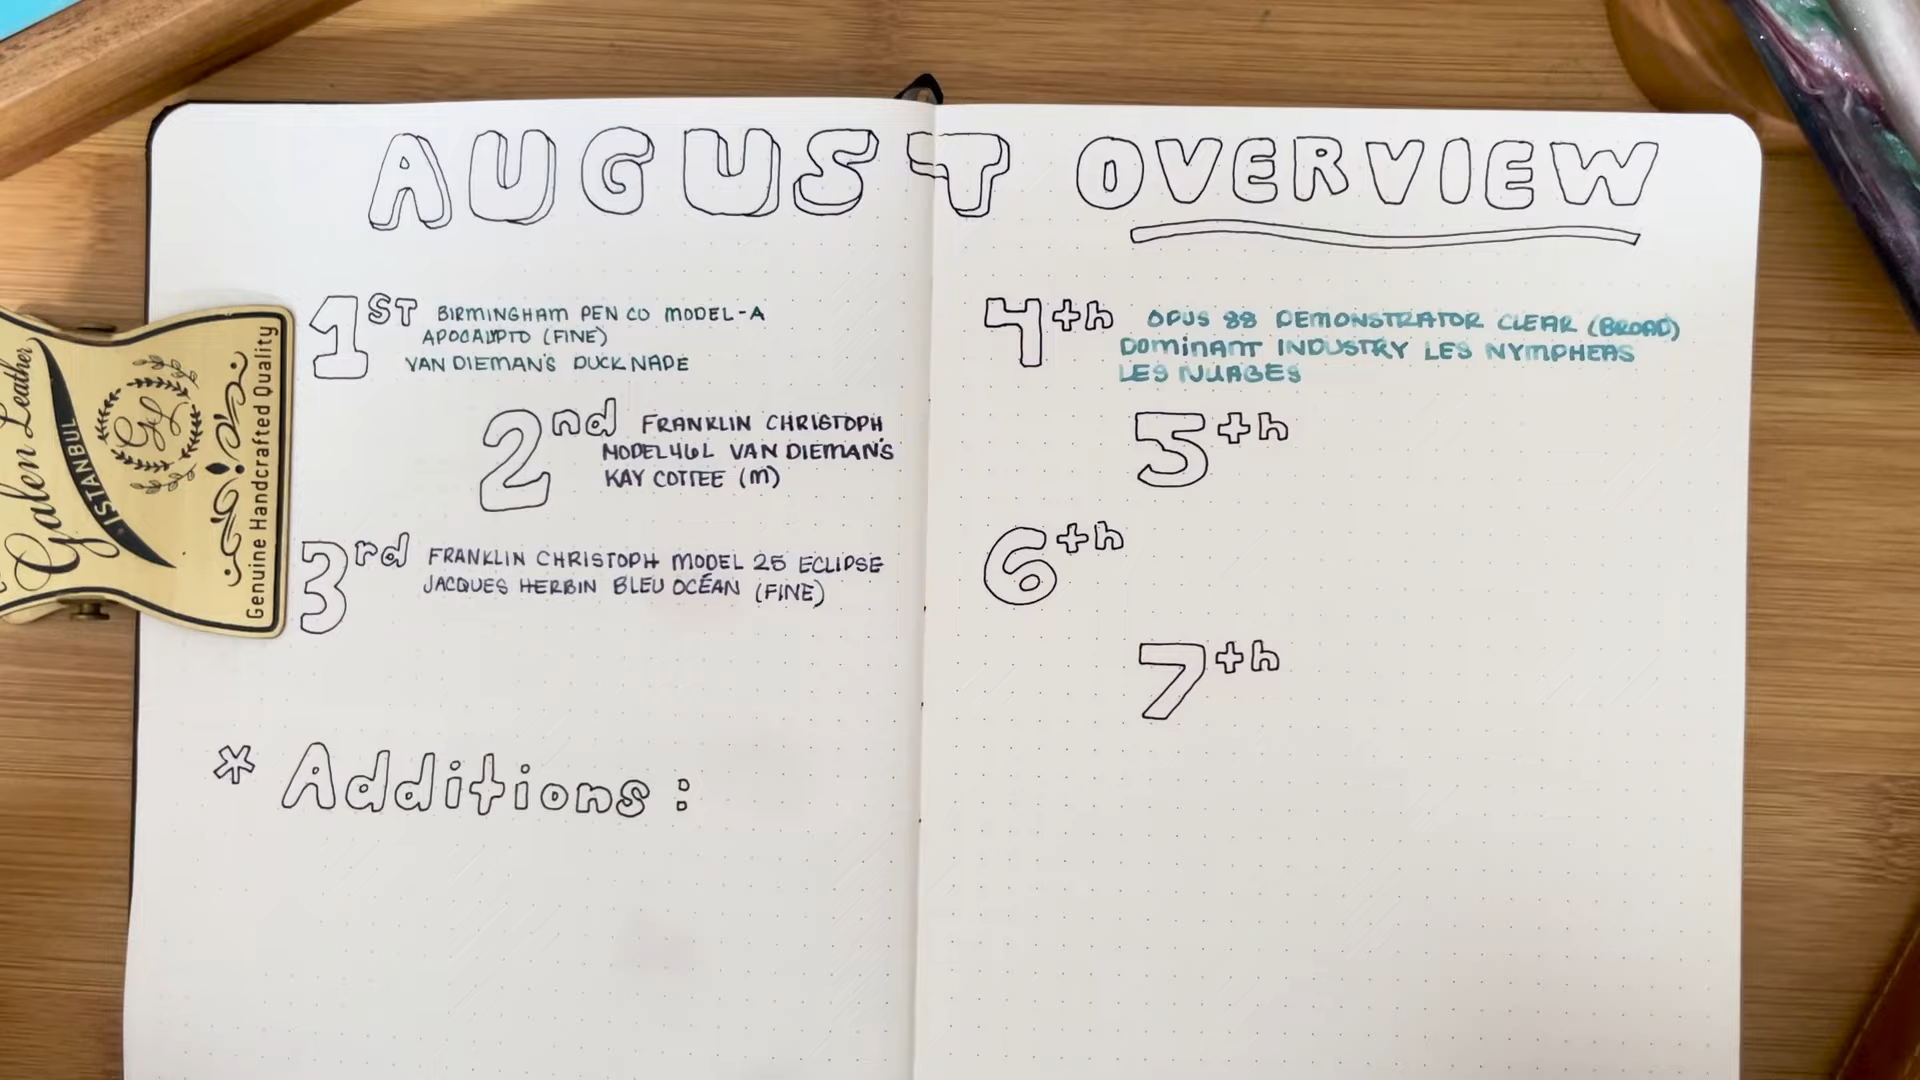 AUGUST OVERVIEW
1ST BIRMINGHAM PEN CO MODEL-A
APOCALYPTO (FINE)
VAN DIEMAN'S DUCK NAPE
2nd FRANKLIN CHRISTOPH
MODEL 46L VAN DIEMAN'S
KAY COTTEE (M)
3rd FRANKLIN CHRISTOPH MODEL 25 ECLIPSE
JACQUES HERBIN BLEU OCÉAN (FINE)
* Additions:
4th OPUS 88 DEMONSTRATOR CLEAR (BROAD)
DOMINANT INDUSTRY LES NYMPHEAS
LES NUAGES
5th
6th
7th
Galen Leather
· ISTANBUL ·
GL
Genuine Handcrafted Quality